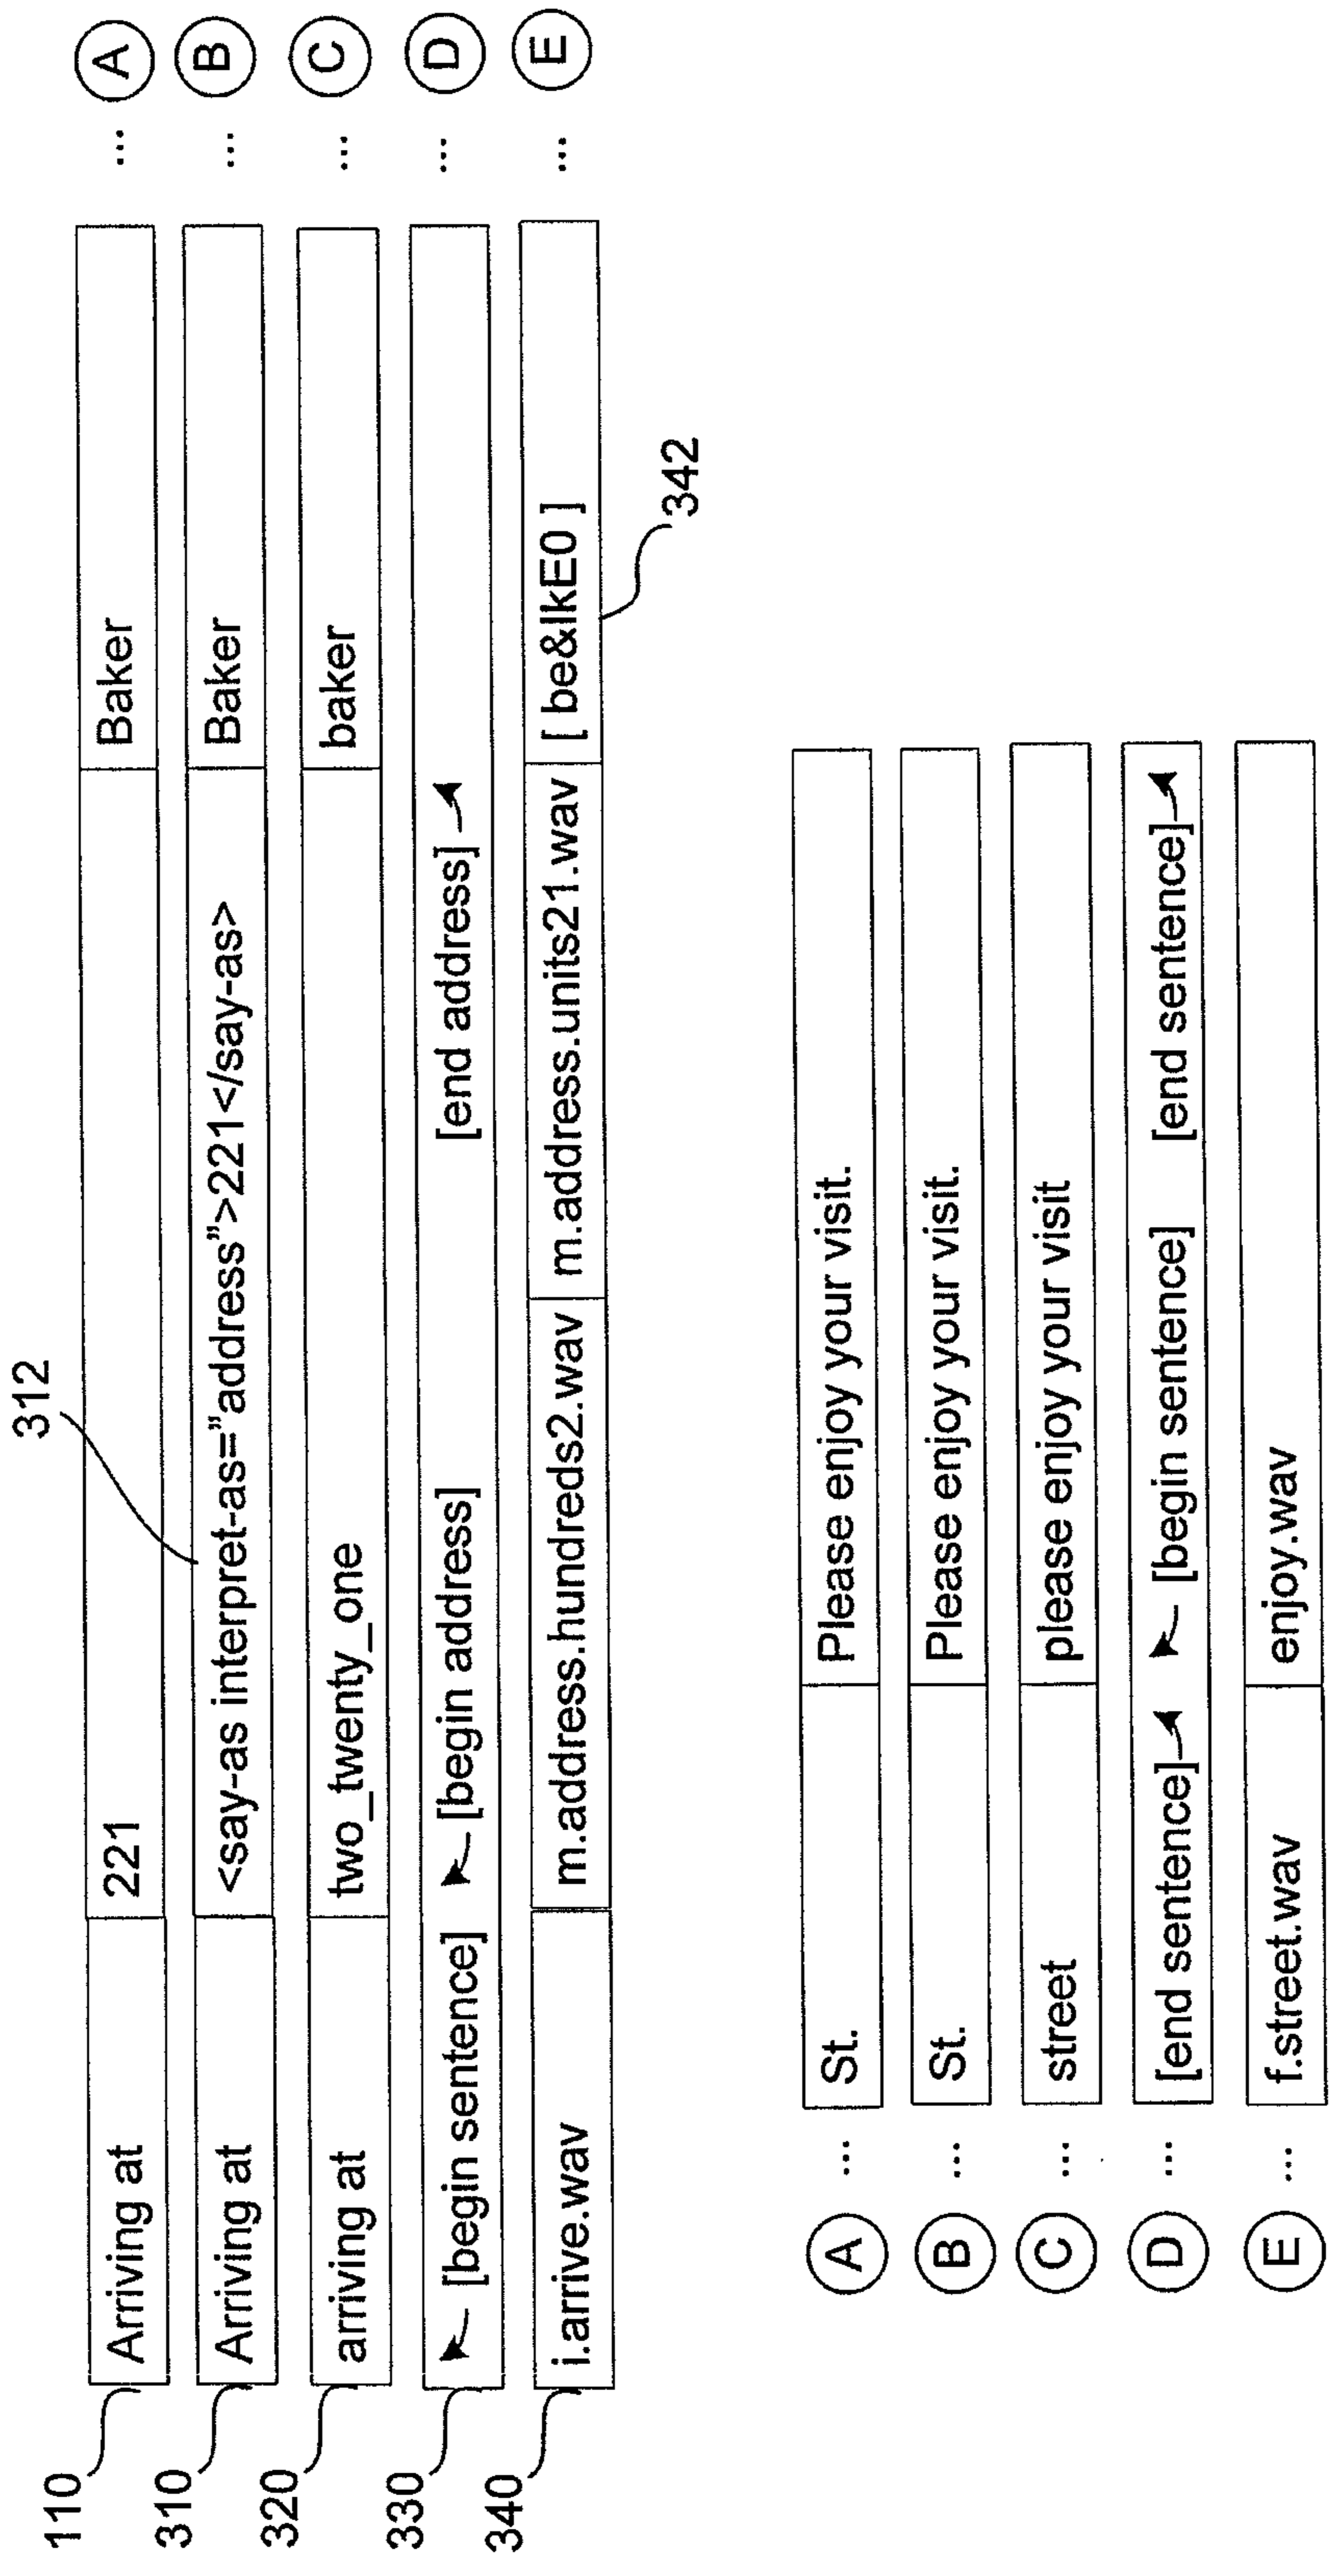 312
110 Arriving at 221 Baker ... A
310 Arriving at <say-as interpret-as=”address”>221</say-as> Baker ... B
320 arriving at two_twenty_one baker ... C
330 [begin sentence] [begin address] [end address] ... D
340 i.arrive.wav m.address.hundreds2.wav m.address.units21.wav [ be&IkE0 ] ... E
342
A ... St. Please enjoy your visit.
B ... St. Please enjoy your visit.
C ... street please enjoy your visit
D ... [end sentence] [begin sentence] [end sentence]
E ... f.street.wav enjoy.wav